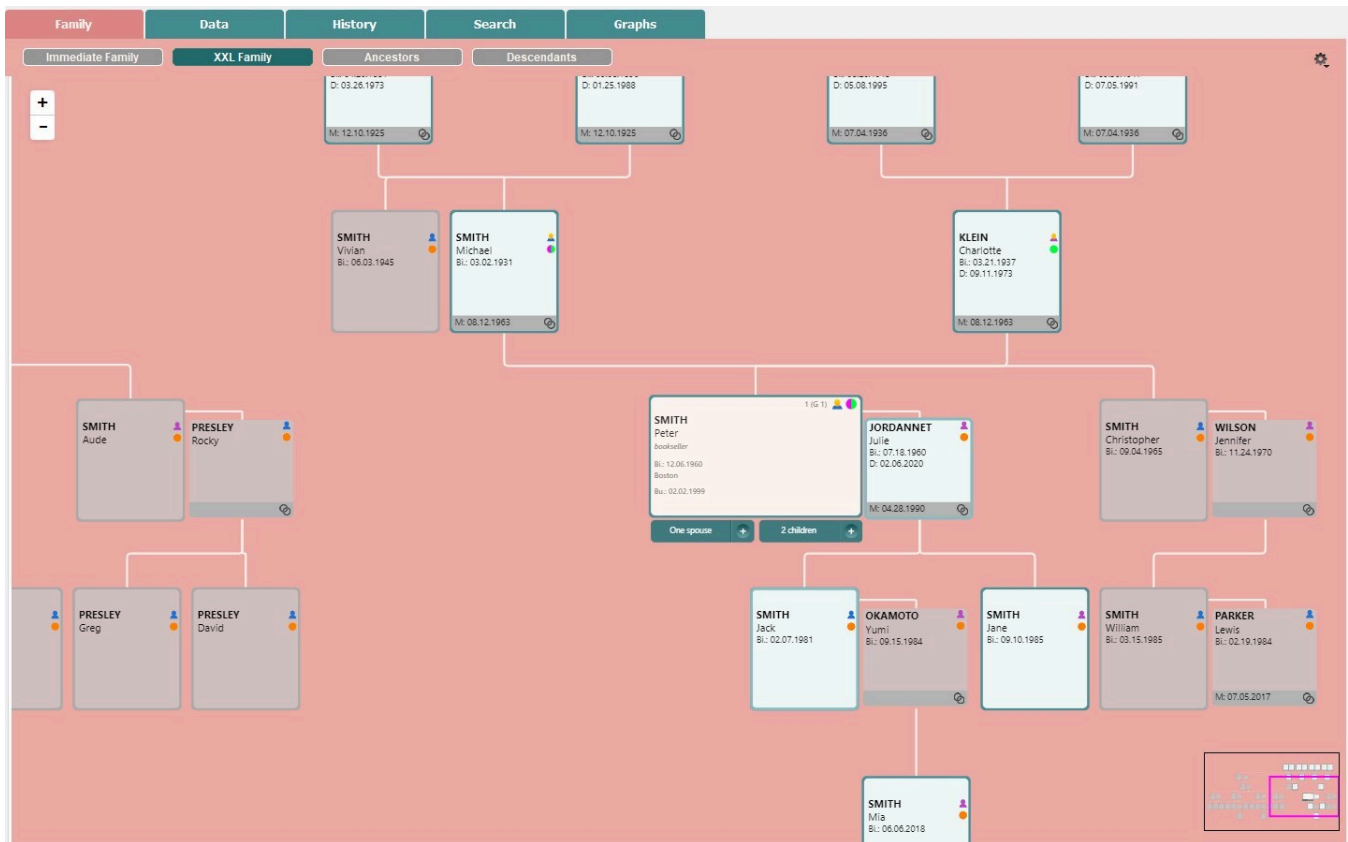 Family
Data
History
Search
Graphs
Immediate Family
XXL Family
Ancestors
Descendants
+
−
D: 03.26.1973
M: 12.10.1925
D: 01.25.1988
M: 12.10.1925
D: 05.08.1995
M: 07.04.1936
D: 07.05.1991
M: 07.04.1936
SMITH
Vivian
Bi.: 06.03.1945
SMITH
Michael
Bi.: 03.02.1931
M: 08.12.1963
KLEIN
Charlotte
Bi.: 03.21.1937
D: 09.11.1973
M: 08.12.1963
SMITH
Aude
PRESLEY
Rocky
1 (G 1)
SMITH
Peter
bookseller
Bi.: 12.06.1960
Boston
Bu.: 02.02.1999
One spouse +
2 children +
JORDANNET
Julie
Bi.: 07.18.1960
D: 02.06.2020
M: 04.28.1990
SMITH
Christopher
Bi.: 09.04.1965
WILSON
Jennifer
Bi.: 11.24.1970
PRESLEY
Greg
PRESLEY
David
SMITH
Jack
Bi.: 02.07.1981
OKAMOTO
Yumi
Bi.: 09.15.1984
SMITH
Jane
Bi.: 09.10.1985
SMITH
William
Bi.: 03.15.1985
PARKER
Lewis
Bi.: 02.19.1984
M: 07.05.2017
SMITH
Mia
Bi.: 06.06.2018